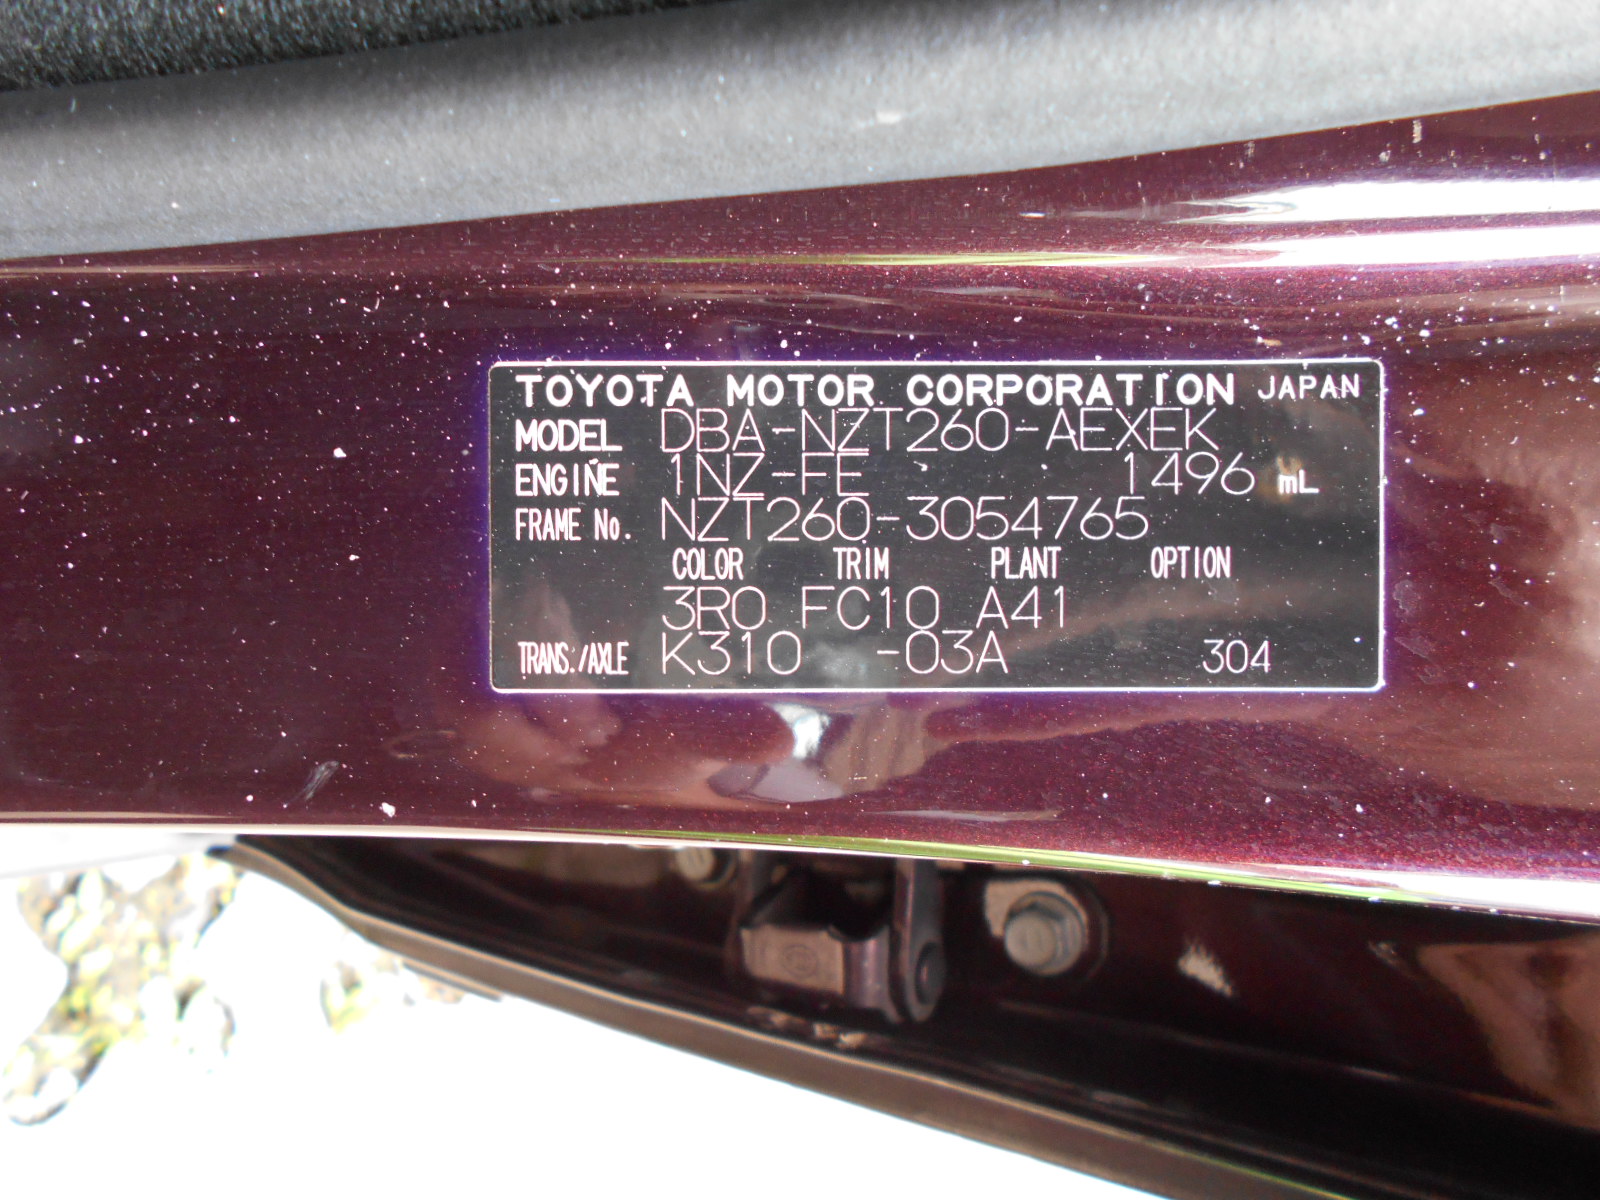 TOYOTA MOTOR CORPORATION JAPAN
MODEL DBA-NZT260-AEXEK
ENGINE 1NZ-FE 1496 mL
FRAME No. NZT260-3054765
COLOR TRIM PLANT OPTION
3R0 FC10 A41
TRANS./AXLE K310 -03A 304